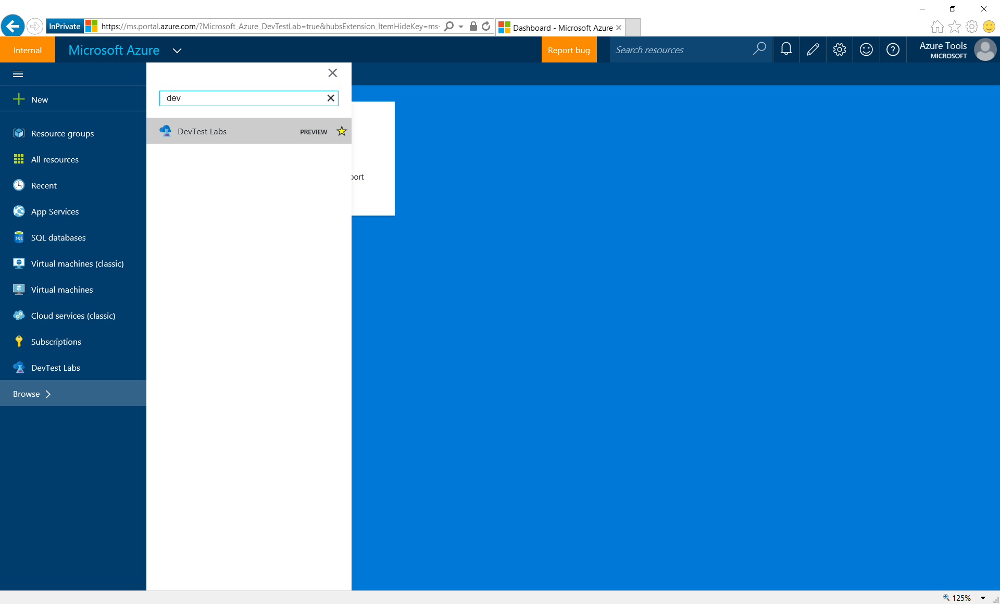 InPrivate
https://ms.portal.azure.com/?Microsoft_Azure_DevTestLab=true&hubsExtension_ItemHideKey=ms-
Dashboard - Microsoft Azure
Internal
Microsoft Azure
Report bug
Search resources
Azure Tools
MICROSOFT
New
dev
DevTest Labs
PREVIEW
Resource groups
All resources
port
Recent
App Services
SQL databases
Virtual machines (classic)
Virtual machines
Cloud services (classic)
Subscriptions
DevTest Labs
Browse
125%